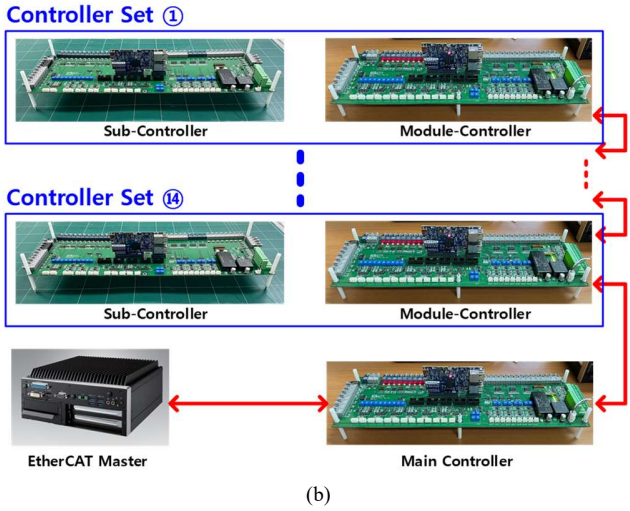 Controller Set ①
Sub-Controller
Module-Controller
Controller Set ⑭
Sub-Controller
Module-Controller
EtherCAT Master
Main Controller
(b)